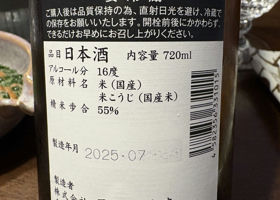 ご購入後は品質保持の為、直射日光を避け、冷蔵
での保存をお願いいたします。開栓前後にかかわらず、
できるだけお早めにお召し上がりください。
品目 日本酒 内容量 720ml
アルコール分 16度
原材料名 米(国産)
米こうじ(国産米)
精米歩合 55%
製造年月 2025.07
製造者
4582356331015